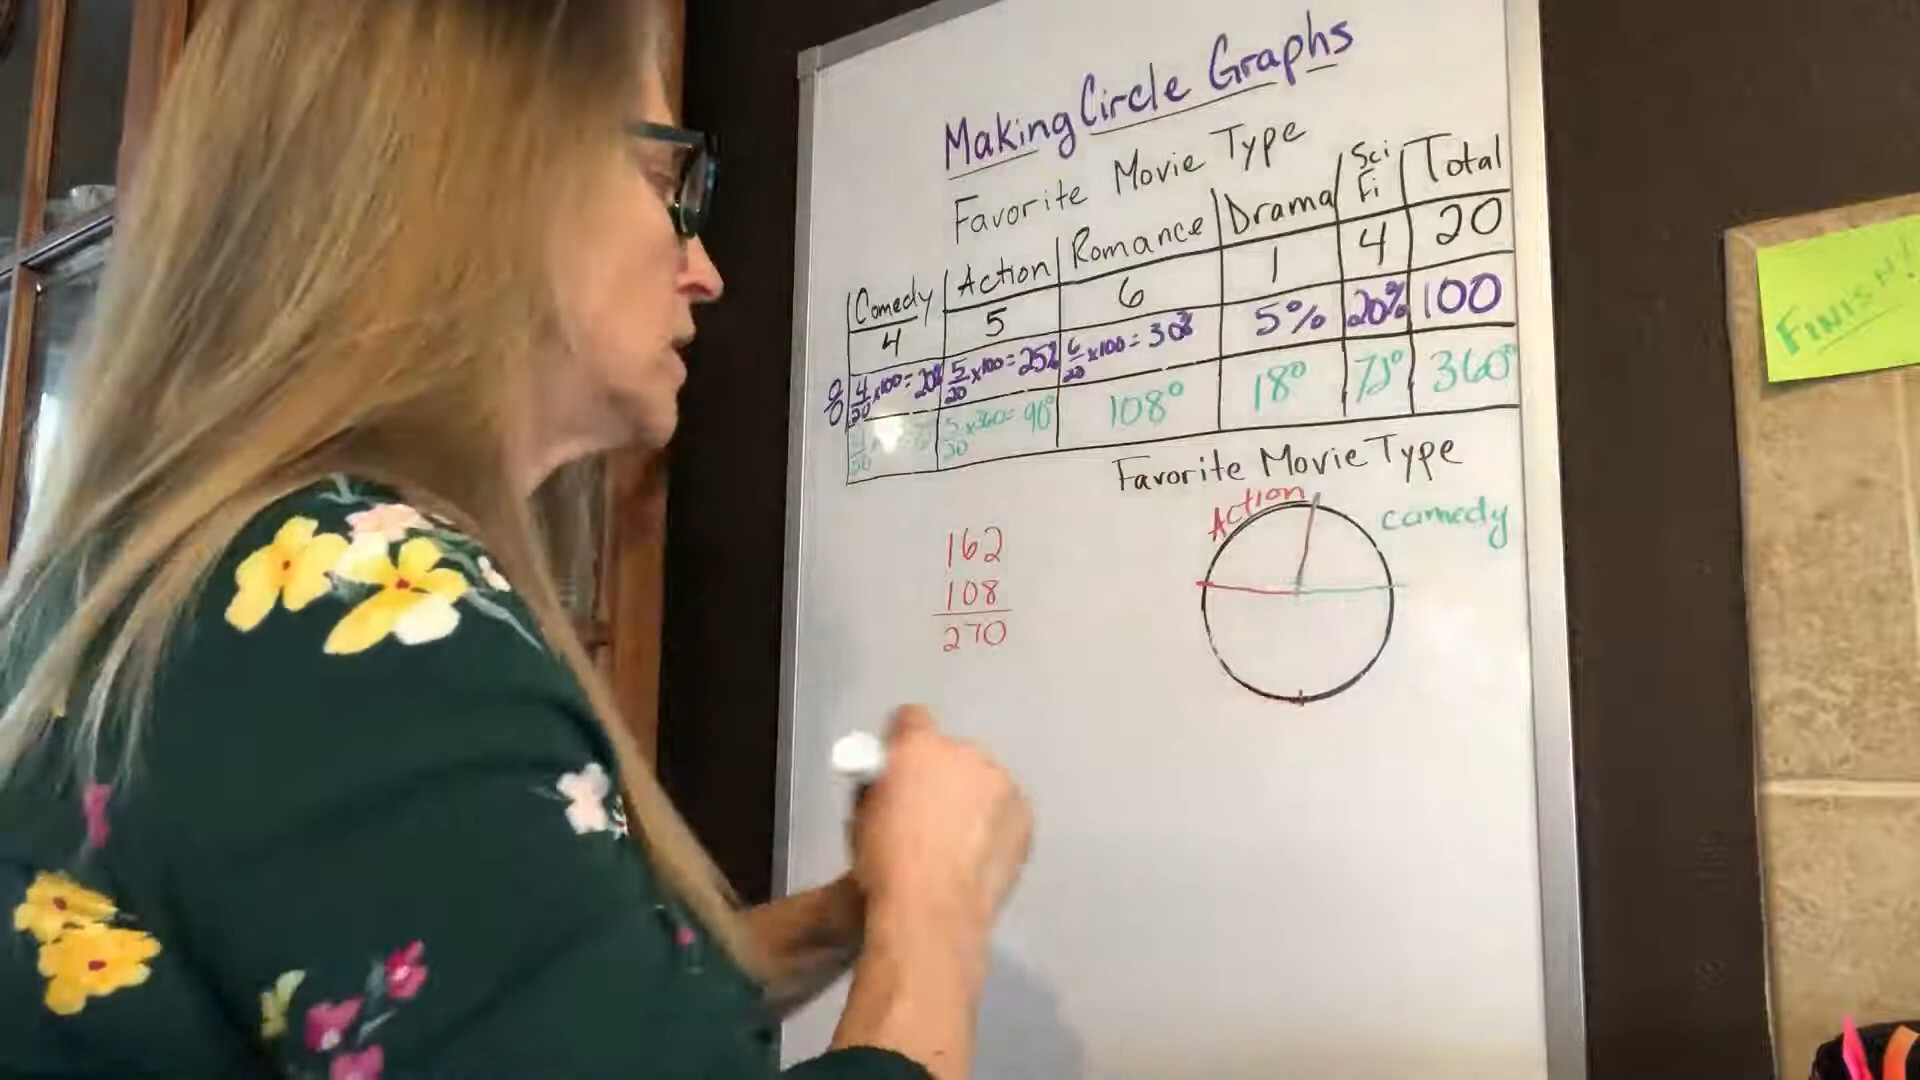 Making Circle Graphs
Favorite Movie Type
Comedy Action Romance Drama Sci Fi Total
4 5 6 1 4 20
% 4/20 x100= 20% 5/20 x100= 25% 6/20 x100= 30% 5% 20% 100
5/20 x360= 90° 108° 18° 72° 360°
Favorite Movie Type
Action comedy
162
108
270
FINISH!